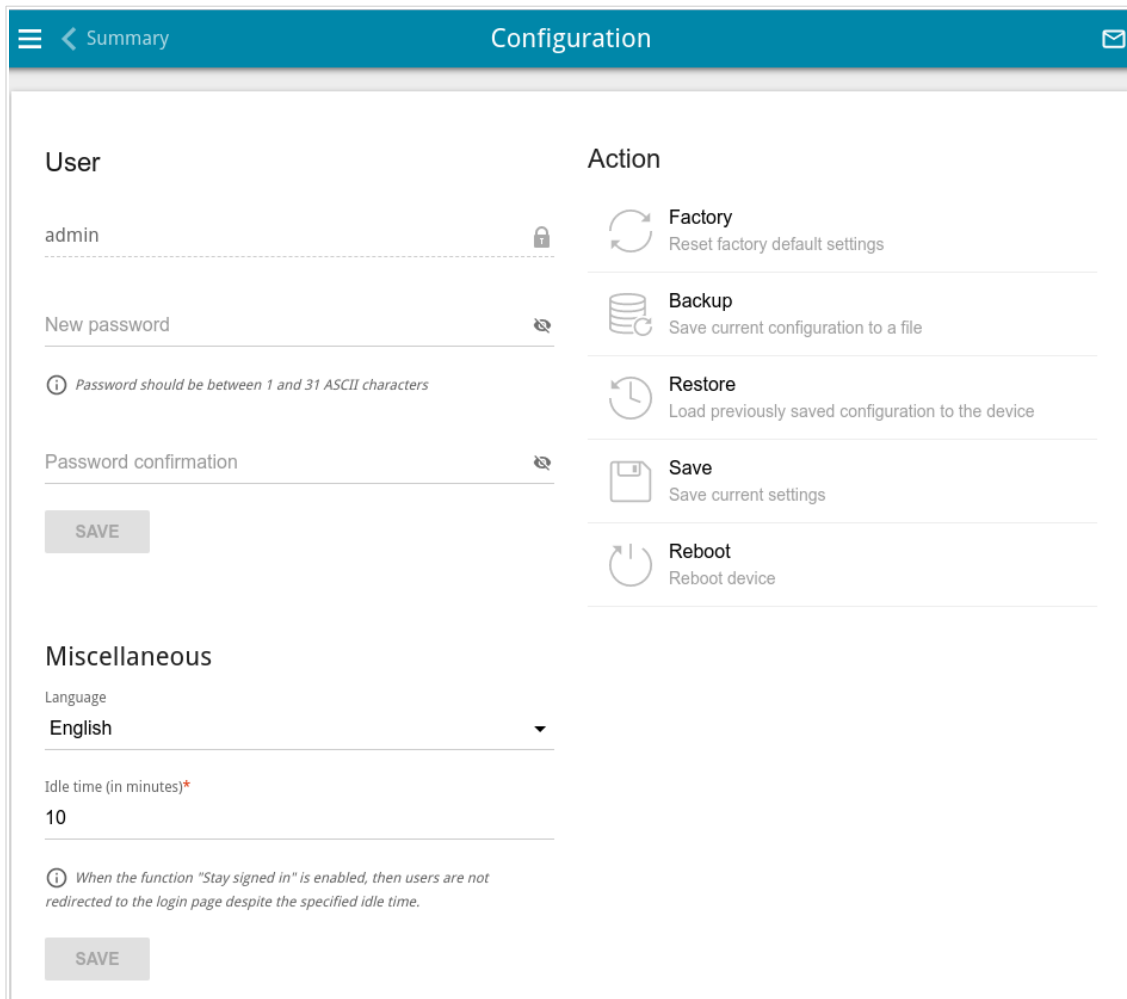 Summary
Configuration
User
admin
New password
Password should be between 1 and 31 ASCII characters
Password confirmation
SAVE
Miscellaneous
Language
English
Idle time (in minutes)*
10
When the function "Stay signed in" is enabled, then users are not
redirected to the login page despite the specified idle time.
SAVE
Action
Factory
Reset factory default settings
Backup
Save current configuration to a file
Restore
Load previously saved configuration to the device
Save
Save current settings
Reboot
Reboot device